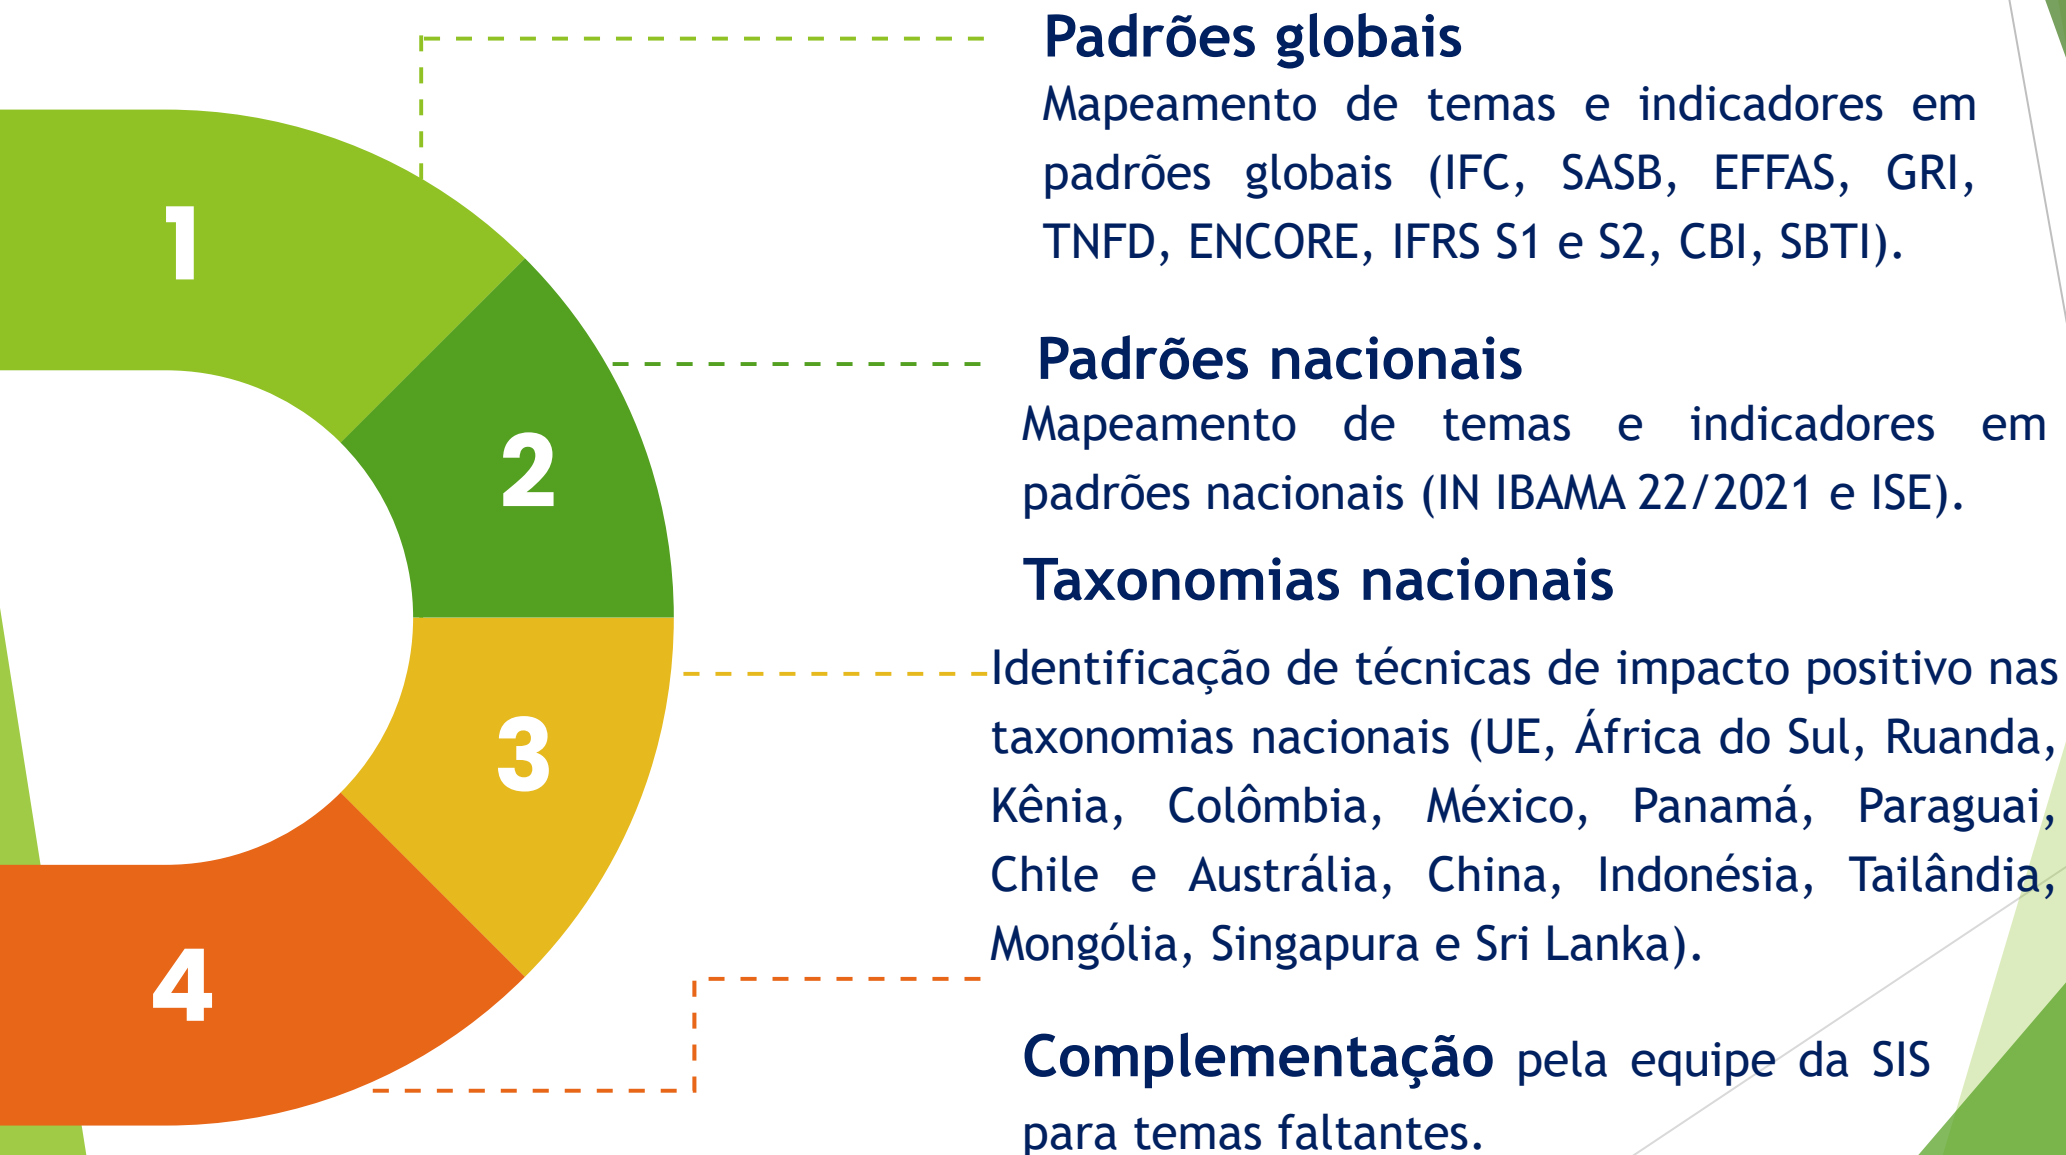 1
Padrões globais
Mapeamento de temas e indicadores em
padrões globais (IFC, SASB, EFFAS, GRI,
TNFD, ENCORE, IFRS S1 e S2, CBI, SBTI).
2
Padrões nacionais
Mapeamento de temas e indicadores em
padrões nacionais (IN IBAMA 22/2021 e ISE).
3
Taxonomias nacionais
Identificação de técnicas de impacto positivo nas
taxonomias nacionais (UE, África do Sul, Ruanda,
Kênia, Colômbia, México, Panamá, Paraguai,
Chile e Austrália, China, Indonésia, Tailândia,
Mongólia, Singapura e Sri Lanka).
4
Complementação pela equipe da SIS
para temas faltantes.